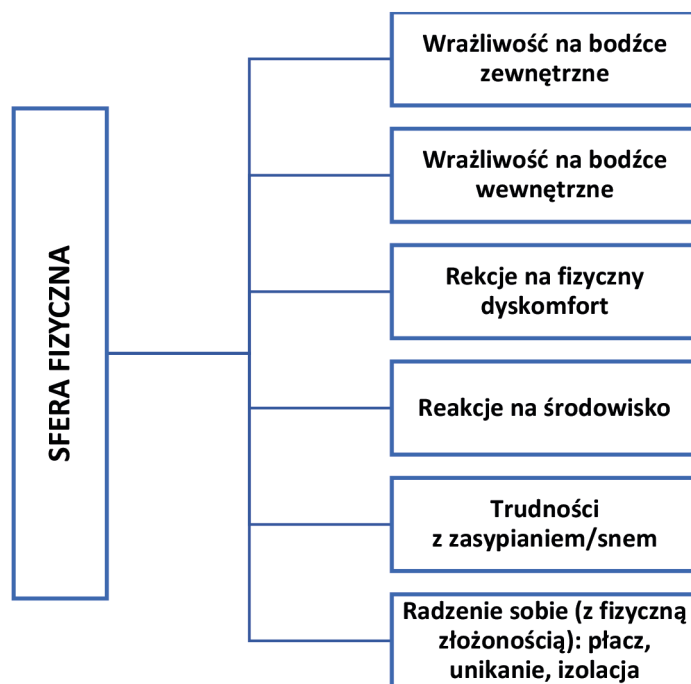 SFERA FIZYCZNA
Wrażliwość na bodźce
zewnętrzne
Wrażliwość na bodźce
wewnętrzne
Rekcje na fizyczny
dyskomfort
Reakcje na środowisko
Trudności
z zasypianiem/snem
Radzenie sobie (z fizyczną
złożonością): płacz,
unikanie, izolacja